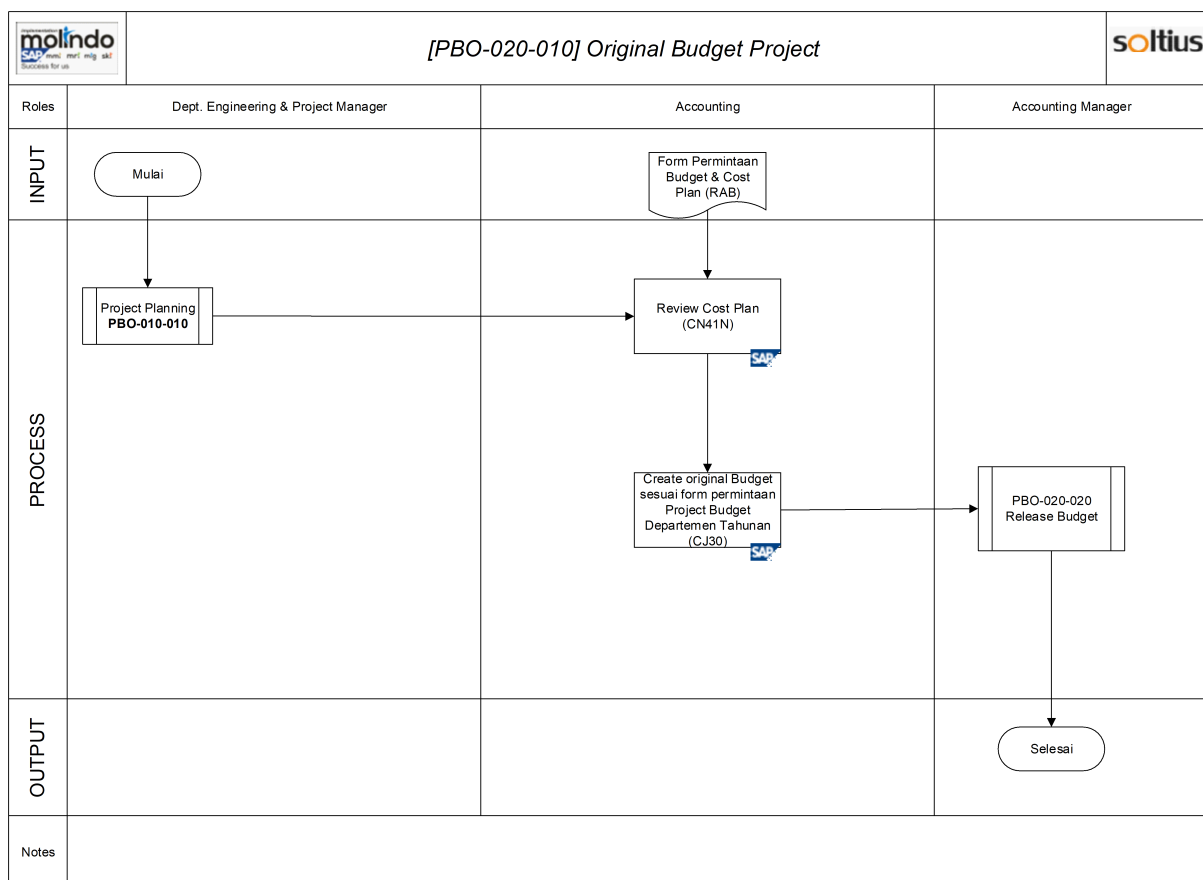 molindo
SAP mmi mri mlg ski
Success for us
[PBO-020-010] Original Budget Project
soltius
Roles
Dept. Engineering & Project Manager
Accounting
Accounting Manager
INPUT
Mulai
Form Permintaan
Budget & Cost
Plan (RAB)
PROCESS
Project Planning
PBO-010-010
Review Cost Plan
(CN41N)
SAP
Create original Budget
sesuai form permintaan
Project Budget
Departemen Tahunan
(CJ30)
SAP
PBO-020-020
Release Budget
OUTPUT
Selesai
Notes